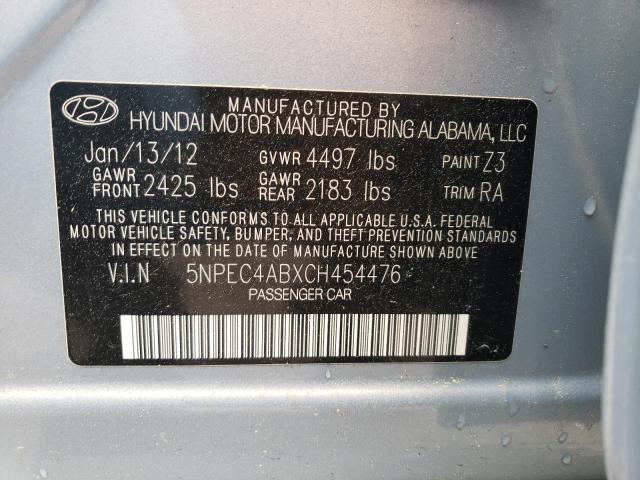 MANUFACTURED BY
HYUNDAI MOTOR MANUFACTURING ALABAMA, LLC
Jan/13/12 GVWR 4497 lbs PAINT Z3
GAWR FRONT 2425 lbs GAWR REAR 2183 lbs TRIM RA
THIS VEHICLE CONFORMS TO ALL APPLICABLE U.S.A. FEDERAL
MOTOR VEHICLE SAFETY, BUMPER, AND THEFT PREVENTION STANDARDS
IN EFFECT ON THE DATE OF MANUFACTURE SHOWN ABOVE
V.I.N 5NPEC4ABXCH454476
PASSENGER CAR